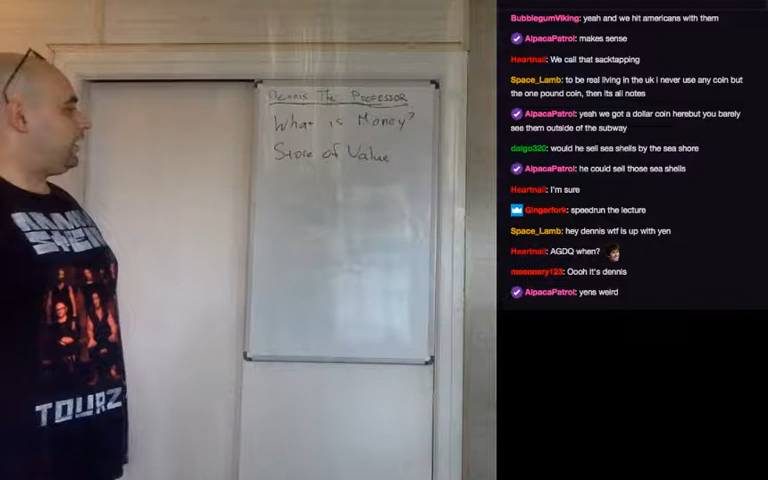 Dennis The Professor
What is Money?
Store of Value
TOURZ
BubblegumViking: yeah and we hit americans with them
AlpacaPatrol: makes sense
Heartnail: We call that sacktapping
Space_Lamb: to be real living in the uk i never use any coin but
the one pound coin, then its all notes
AlpacaPatrol: yeah we got a dollar coin herebut you barely
see them outside of the subway
dalgo320: would he sell sea shells by the sea shore
AlpacaPatrol: he could sell those sea shells
Heartnail: I'm sure
Gingerfork: speedrun the lecture
Space_Lamb: hey dennis wtf is up with yen
Heartnail: AGDQ when?
Oooh it's dennis
AlpacaPatrol: yens weird